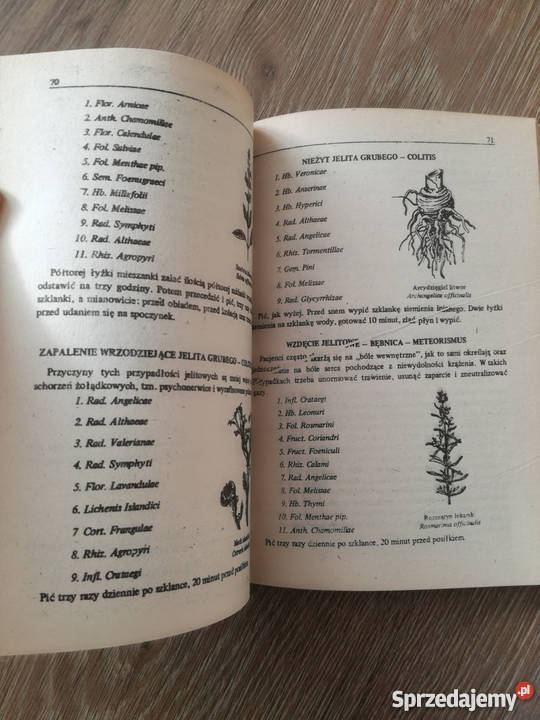 70
1. Flor. Arnicae
2. Anth. Chamomillae
3. Flor. Calendulae
4. Fol. Salviae
5. Fol. Menthae pip.
6. Sem. Foenugraeci
7. Hb. Millefolii
8. Fol. Melissae
9. Rad. Symphyti
10. Rad. Althaeae
11. Rhiz. Agropyri
Półtorej łyżki mieszanki zalać ilością półtorej szklanki
odstawić na trzy godziny. Potem przecedzić i pić, trzy
szklanki, a mianowicie: przed obiadem, przed kolacją
przed udaniem się na spoczynek.
ZAPALENIE WRZODZIEJĄCE JELITA GRUBEGO –
Przyczyny tych przypadłości jelitowych są mniej
schorzeń żołądkowych, tzn. psychonerwice i
1. Rad. Angelicae
2. Rad. Althaeae
3. Rad. Valerianae
4. Rad. Symphyti
5. Flor. Lavandulae
6. Lichenis Islandici
7. Cort. Frangulae
8. Rhiz. Agropyri
9. Infl. Crataegi
Pić trzy razy dziennie po szklance, 20 minut przed posiłkiem.
71
NIEŻYT JELITA GRUBEGO – COLITIS
1. Hb. Veronicae
2. Hb. Anserinae
3. Hb. Hyperici
4. Rad. Althaeae
5. Rad. Angelicae
6. Rhiz. Tormentillae
7. Gem. Pini
8. Fol. Melissae
9. Rad. Glycyrrhizae
Arcydzięgiel litwor
Archangelica officinalis
Pić, jak wyżej. Przed snem wypić szklankę siemienia lnianego. Dwie łyżki
siemienia na szklankę wody, gotować 10 minut, zlać płyn i wypić.
WZDĘCIE JELITOWE – BĘBNICA – METEORISMUS
Pacjenci często skarżą się na „bóle wewnętrzne", jak to sami określają oraz
na bóle serca pochodzące z niewydolności krążenia. W takich
przypadkach trzeba unormować trawienie, usunąć zaparcie i zneutralizować
1. Infl. Crataegi
2. Hb. Leonuri
3. Fol. Rosmarini
4. Fruct. Coriandri
5. Fruct. Foeniculi
6. Rhiz. Calami
7. Rad. Angelicae
8. Fol. Melissae
9. Hb. Thymi
10. Fol. Menthae pip.
11. Anth. Chamomillae
Rozmaryn lekarski
Rosmarinus officinalis
Pić trzy razy dziennie po szklance, 20 minut przed posiłkiem.
Sprzedajemy.pl